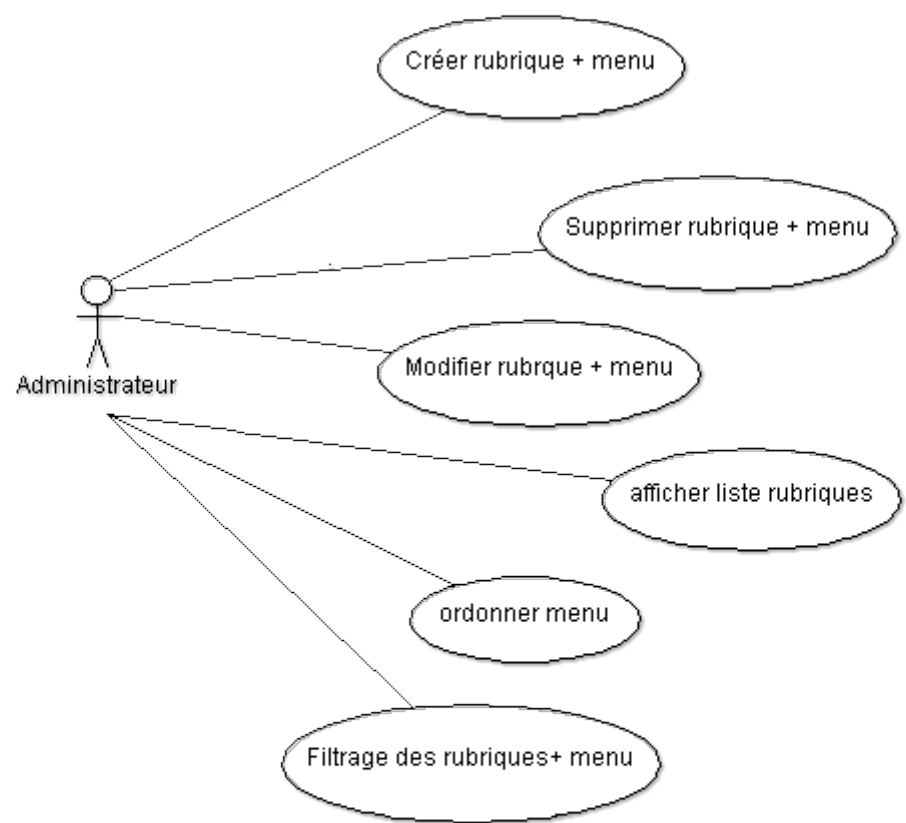 Créer rubrique + menu
Supprimer rubrique + menu
Modifier rubrque + menu
Administrateur
afficher liste rubriques
ordonner menu
Filtrage des rubriques+ menu